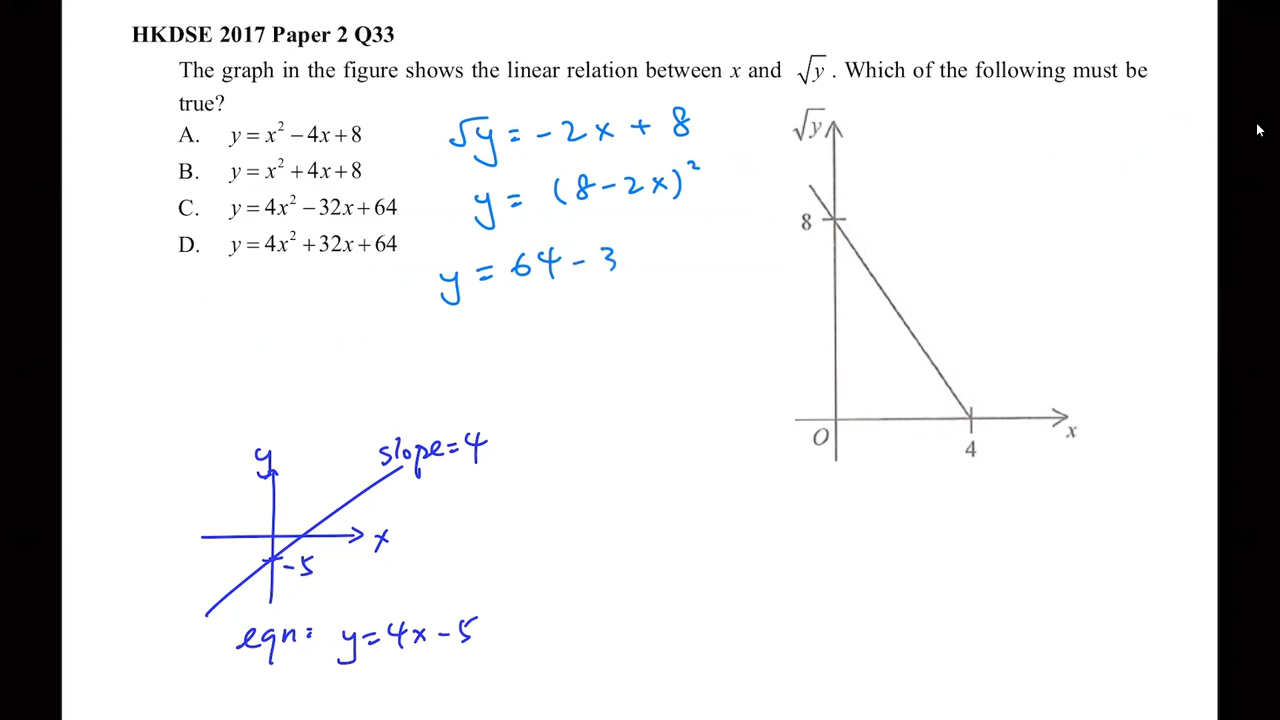 HKDSE 2017 Paper 2 Q33
The graph in the figure shows the linear relation between x and √y . Which of the following must be
true?
A. y = x² − 4x + 8
B. y = x² + 4x + 8
C. y = 4x² − 32x + 64
D. y = 4x² + 32x + 64
√y = -2x + 8
y = (8-2x)²
y = 64 - 3
√y
8
O
4
x
y
slope=4
x
-5
eqn: y=4x-5